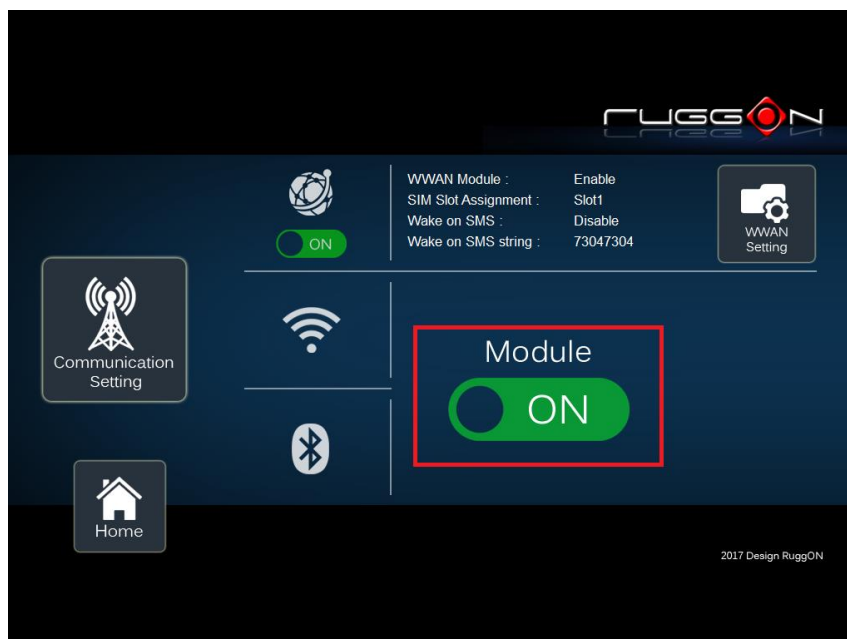 RUGGON
WWAN Module : Enable
SIM Slot Assignment : Slot1
Wake on SMS : Disable
Wake on SMS string : 73047304
WWAN
Setting
ON
Communication
Setting
Module
ON
Home
2017 Design RuggON